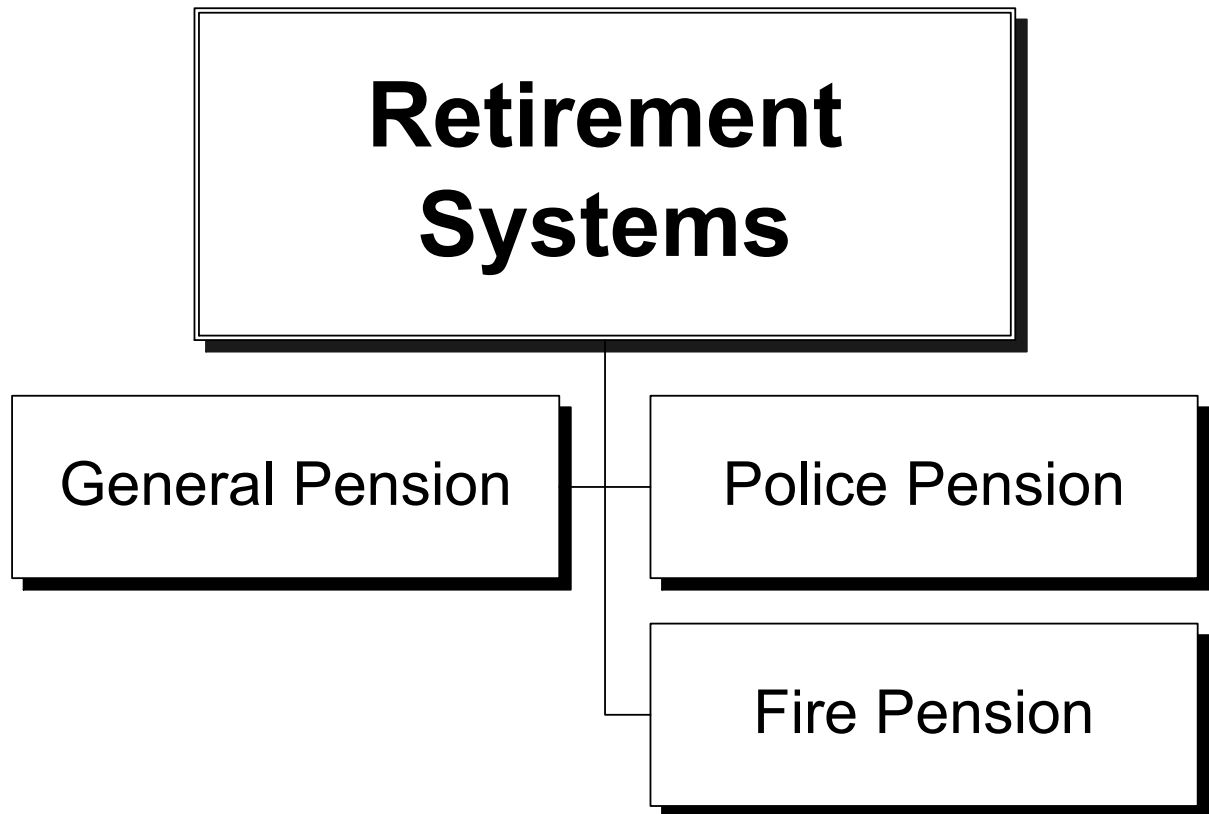 Retirement
Systems
General Pension
Police Pension
Fire Pension